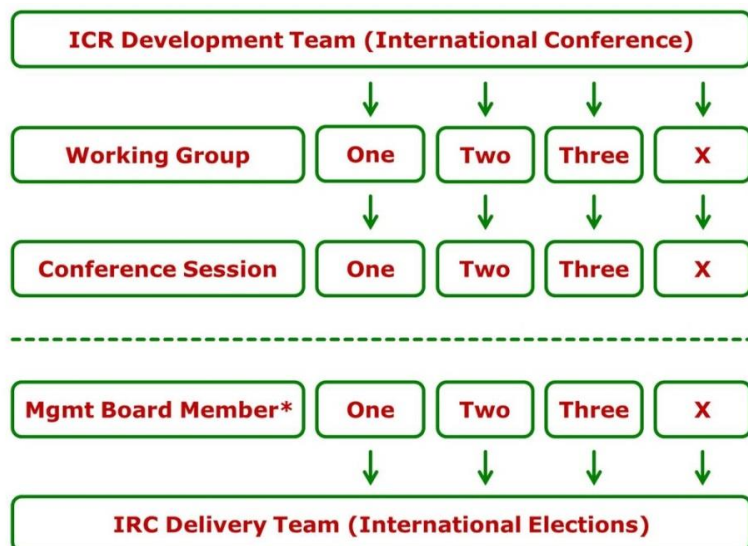 ICR Development Team (International Conference)
Working Group One Two Three X
Conference Session One Two Three X
Mgmt Board Member* One Two Three X
IRC Delivery Team (International Elections)